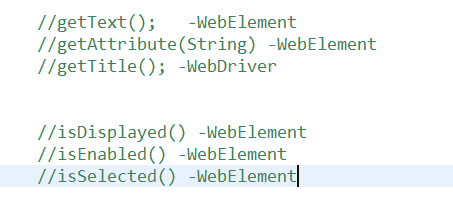 //getText();   -WebElement
//getAttribute(String) -WebElement
//getTitle(); -WebDriver
//isDisplayed() -WebElement
//isEnabled() -WebElement
//isSelected() -WebElement